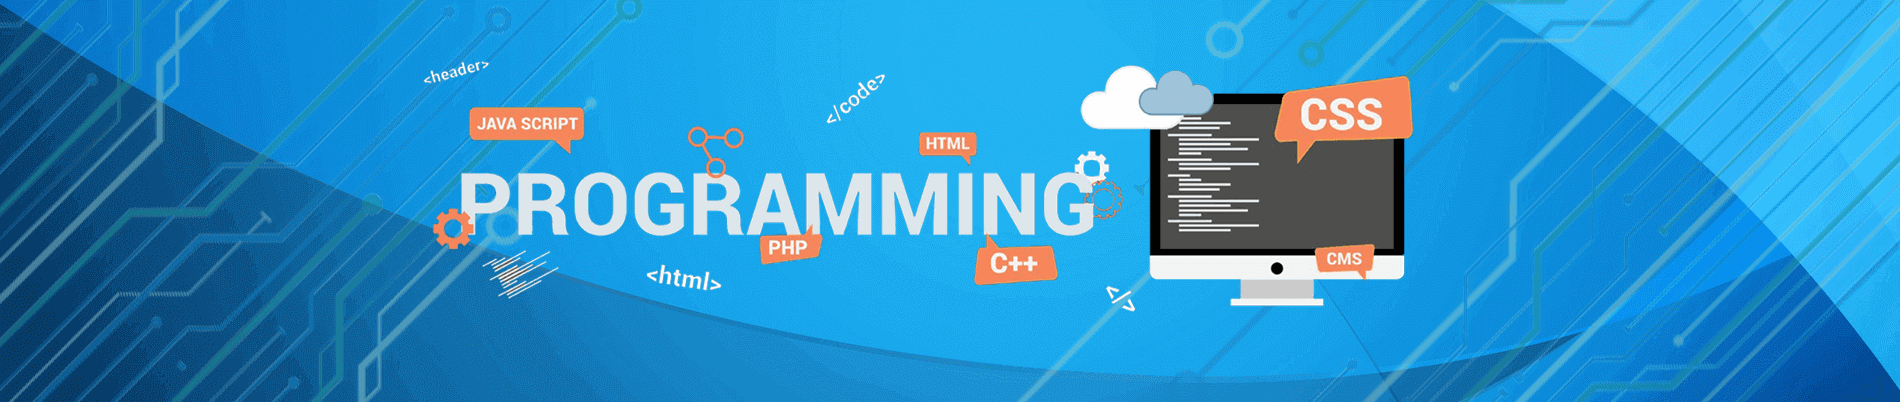 <header>
</code>
CSS
JAVA SCRIPT
HTML
PROGRAMMING
PHP
C++
CMS
<html>
</>